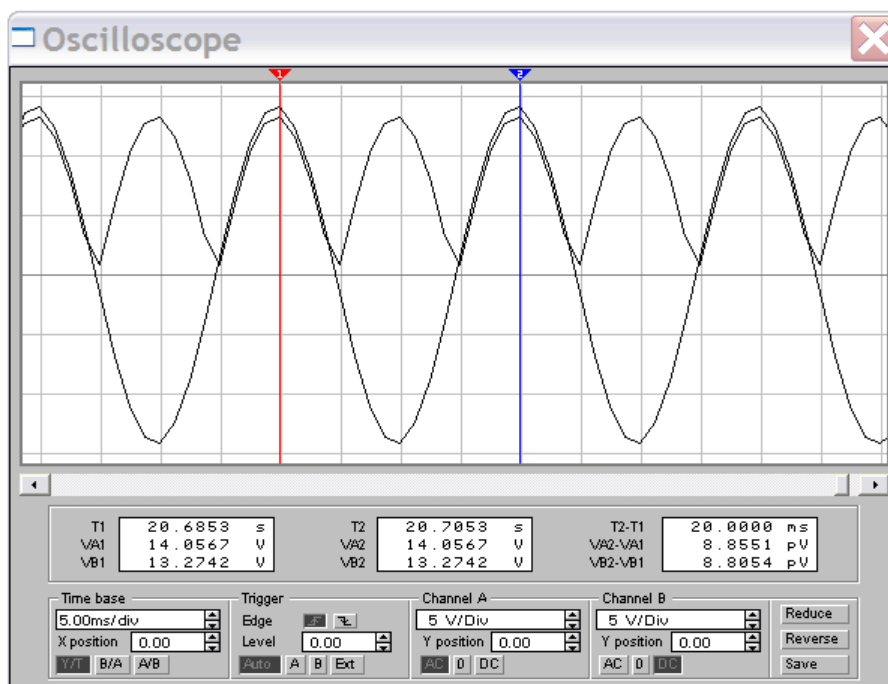 Oscilloscope
1 2
T1 20.6853 s T2 20.7053 s T2-T1 20.0000 ms
VA1 14.0567 V VA2 14.0567 V VA2-VA1 8.8551 pV
VB1 13.2742 V VB2 13.2742 V VB2-VB1 8.8054 pV
Time base Trigger Channel A Channel B
5.00ms/div Edge 5 V/Div 5 V/Div Reduce
X position 0.00 Level 0.00 Y position 0.00 Y position 0.00 Reverse
Y/T B/A A/B Auto A B Ext AC 0 DC AC 0 DC Save